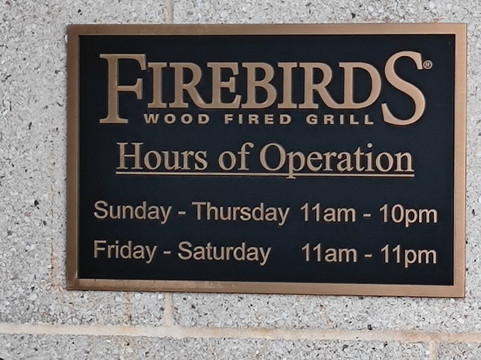 FIREBIRDS®
WOOD FIRED GRILL
Hours of Operation
Sunday - Thursday 11am - 10pm
Friday - Saturday 11am - 11pm